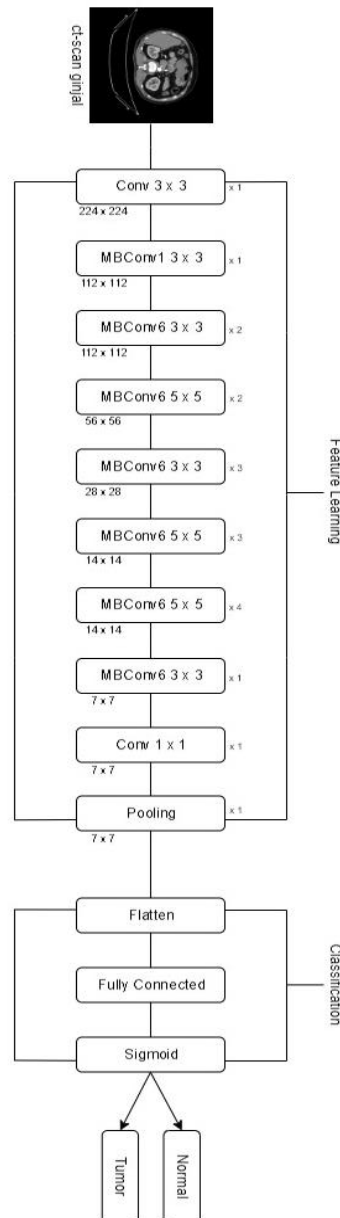 ct-scan ginjal
Conv 3 x 3
x 1
224 x 224
MBConv1 3 x 3
x 1
112 x 112
MBConv6 3 x 3
x 2
112 x 112
MBConv6 5 x 5
x 2
56 x 56
MBConv6 3 x 3
x 3
28 x 28
MBConv6 5 x 5
x 3
14 x 14
MBConv6 5 x 5
x 4
14 x 14
MBConv6 3 x 3
x 1
7 x 7
Conv 1 x 1
x 1
7 x 7
Pooling
x 1
7 x 7
Feature Learning
Flatten
Fully Connected
Sigmoid
Classification
Tumor
Normal